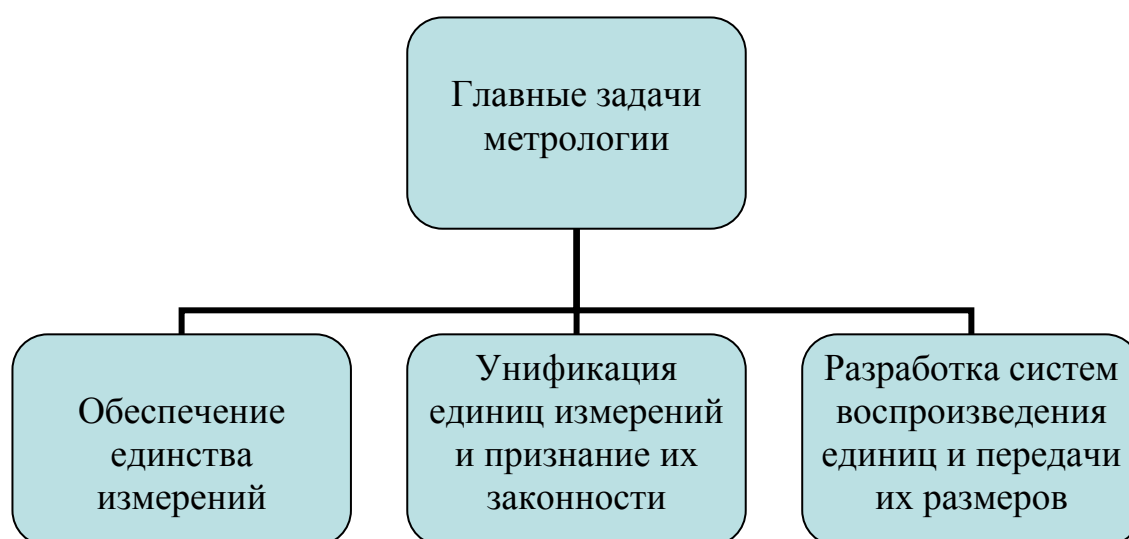 Главные задачи
метрологии
Обеспечение
единства
измерений
Унификация
единиц измерений
и признание их
законности
Разработка систем
воспроизведения
единиц и передачи
их размеров